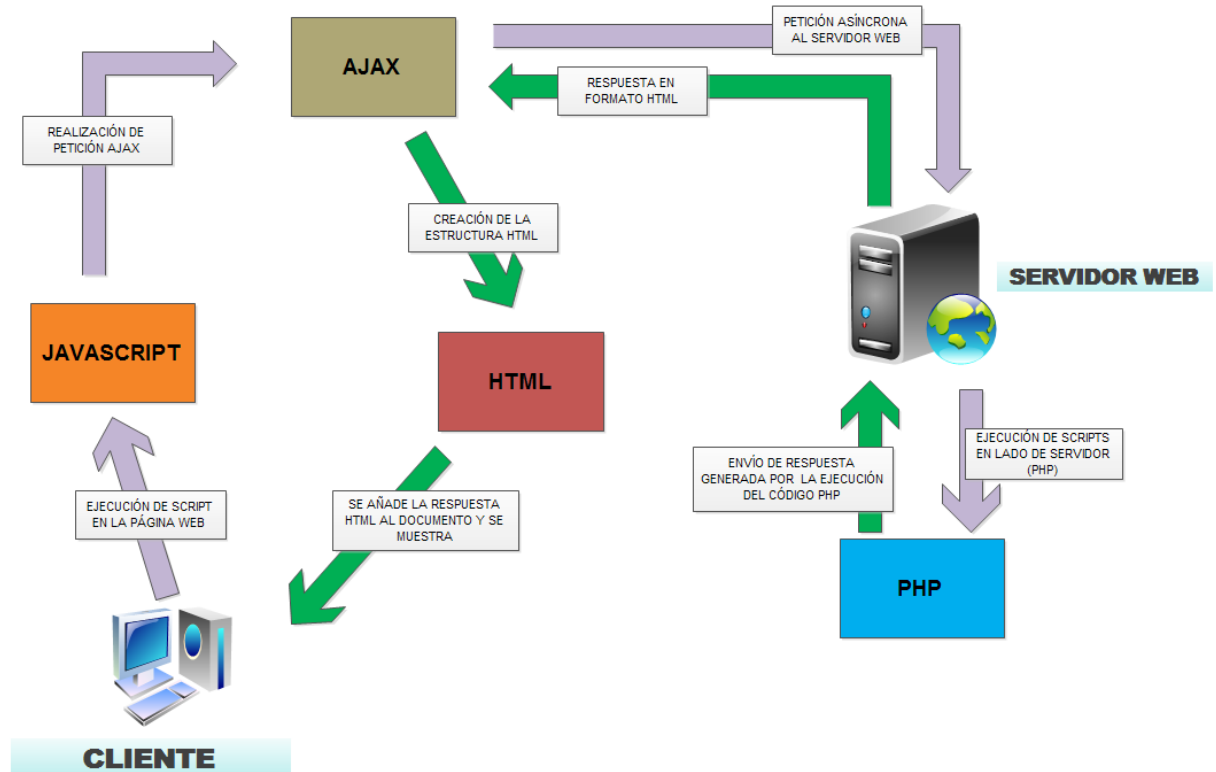 PETICIÓN ASÍNCRONA
AL SERVIDOR WEB
AJAX
RESPUESTA EN
FORMATO HTML
REALIZACIÓN DE
PETICIÓN AJAX
CREACIÓN DE LA
ESTRUCTURA HTML
SERVIDOR WEB
JAVASCRIPT
HTML
EJECUCIÓN DE SCRIPTS
EN LADO DE SERVIDOR
(PHP)
ENVÍO DE RESPUESTA
GENERADA POR LA EJECUCIÓN
DEL CÓDIGO PHP
EJECUCIÓN DE SCRIPT
EN LA PÁGINA WEB
SE AÑADE LA RESPUESTA
HTML AL DOCUMENTO Y SE
MUESTRA
PHP
CLIENTE